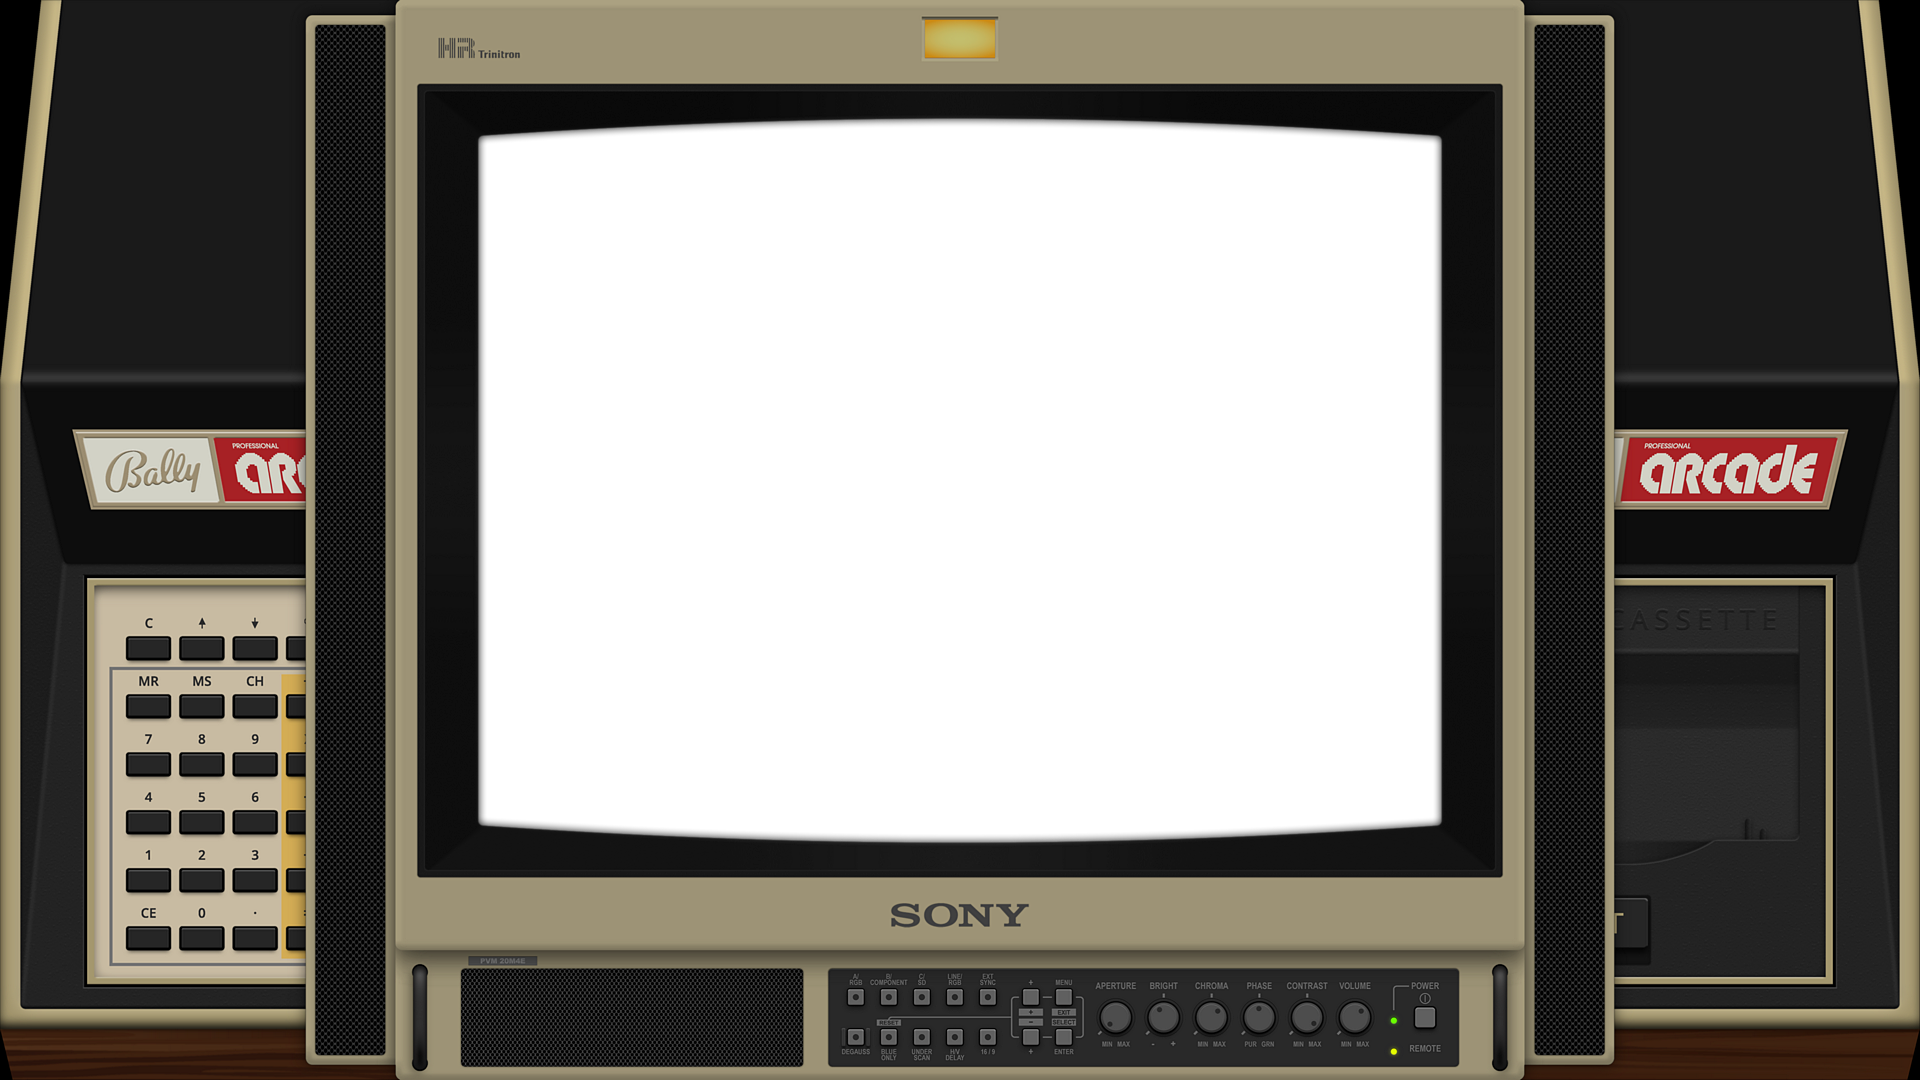 HR Trinitron
Bally
PROFESSIONAL
arc
PROFESSIONAL
arcade
C
MR MS CH
7 8 9
4 5 6
1 2 3
CE 0 .
CASSETTE
T
SONY
PVM 20M4E
A/ RGB
B/ COMPONENT
C/ SD
LINE/ RGB
EXT SYNC
+ MENU
+ EXIT
- SELECT
+ ENTER
RESET
DEGAUSS
BLUE ONLY
UNDER SCAN
H/V DELAY
16 / 9
APERTURE BRIGHT CHROMA PHASE CONTRAST VOLUME
MIN MAX - + MIN MAX PUR GRN MIN MAX MIN MAX
POWER
REMOTE